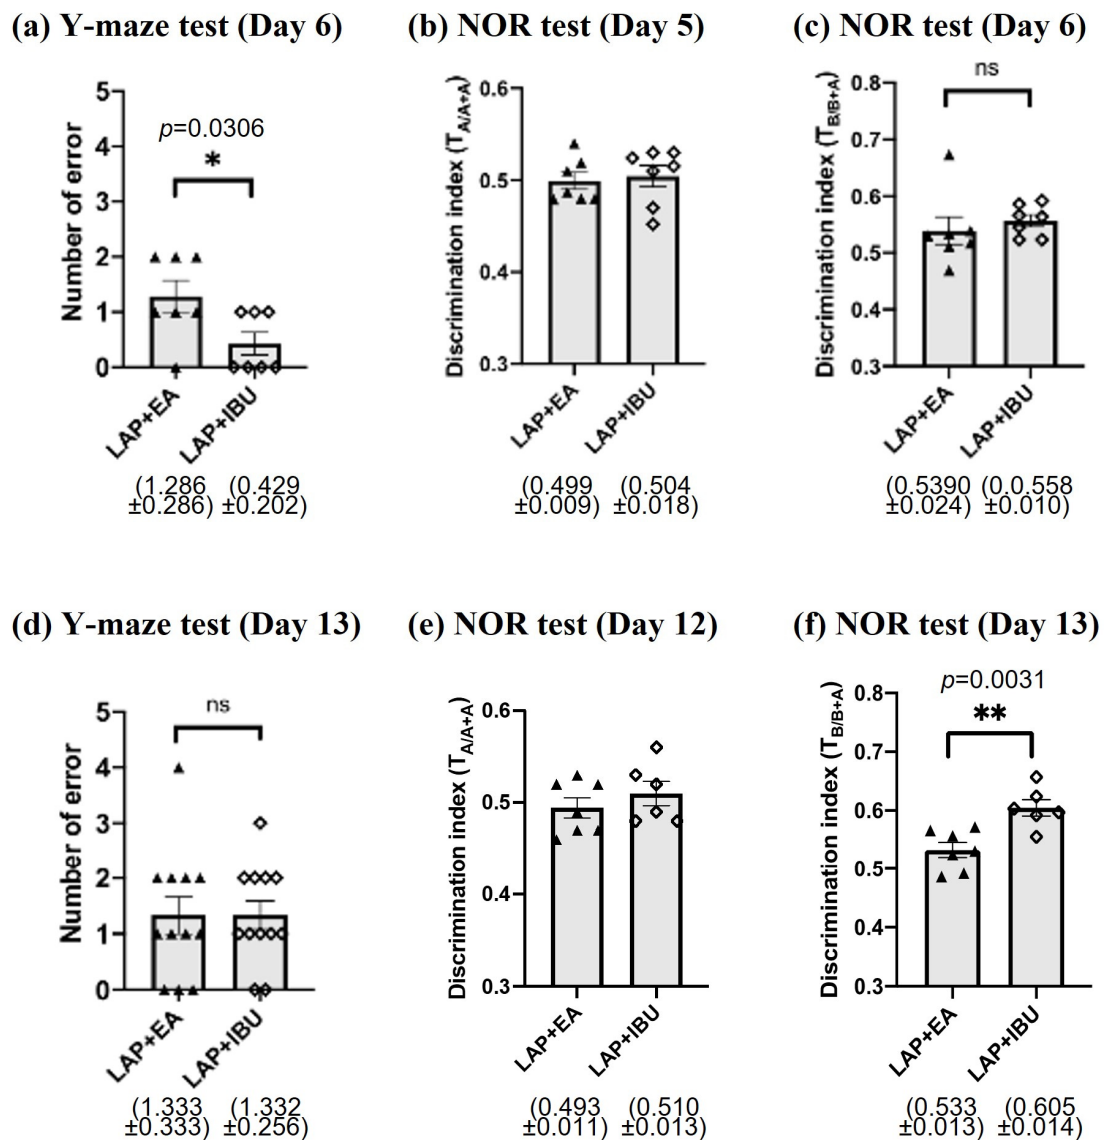 (a) Y-maze test (Day 6)
Number of error
5
4
3
2
1
0
p=0.0306
*
LAP+EA
LAP+IBU
(1.286
±0.286)
(0.429
±0.202)
(b) NOR test (Day 5)
Discrimination index (TA/A+A)
0.6
0.5
0.4
0.3
LAP+EA
LAP+IBU
(0.499
±0.009)
(0.504
±0.018)
(c) NOR test (Day 6)
Discrimination index (TB/B+A)
0.8
0.7
0.6
0.5
0.4
0.3
ns
LAP+EA
LAP+IBU
(0.5390
±0.024)
(0.0.558
±0.010)
(d) Y-maze test (Day 13)
Number of error
5
4
3
2
1
0
ns
LAP+EA
LAP+IBU
(1.333
±0.333)
(1.332
±0.256)
(e) NOR test (Day 12)
Discrimination index (TA/A+A)
0.6
0.5
0.4
0.3
LAP+EA
LAP+IBU
(0.493
±0.011)
(0.510
±0.013)
(f) NOR test (Day 13)
Discrimination index (TB/B+A)
0.8
0.7
0.6
0.5
0.4
0.3
p=0.0031
**
LAP+EA
LAP+IBU
(0.533
±0.013)
(0.605
±0.014)